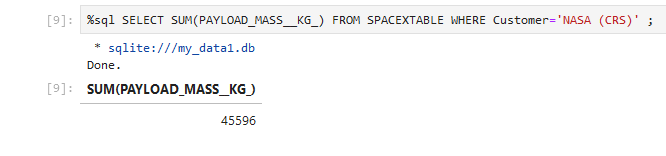 [9]: %sql SELECT SUM(PAYLOAD_MASS__KG_) FROM SPACEXTABLE WHERE Customer='NASA (CRS)' ;
* sqlite:///my_data1.db
Done.
[9]: SUM(PAYLOAD_MASS__KG_)
45596